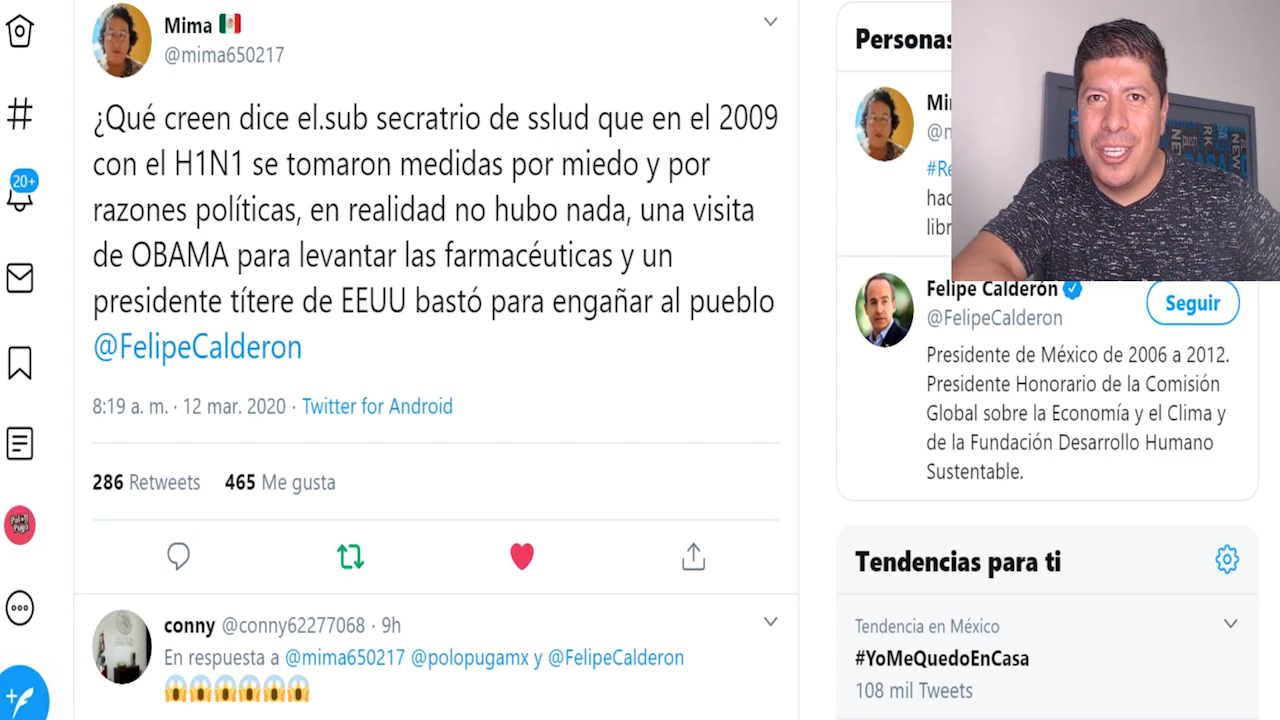 Mima
@mima650217
¿Qué creen dice el.sub secratrio de sslud que en el 2009
con el H1N1 se tomaron medidas por miedo y por
razones políticas, en realidad no hubo nada, una visita
de OBAMA para levantar las farmacéuticas y un
presidente títere de EEUU bastó para engañar al pueblo
@FelipeCalderon
8:19 a. m. · 12 mar. 2020 · Twitter for Android
286 Retweets 465 Me gusta
conny @conny62277068 · 9h
En respuesta a @mima650217 @polopugamx y @FelipeCalderon
20+
Personas
Felipe Calderón
@FelipeCalderon
Seguir
Presidente de México de 2006 a 2012.
Presidente Honorario de la Comisión
Global sobre la Economía y el Clima y
de la Fundación Desarrollo Humano
Sustentable.
Tendencias para ti
Tendencia en México
#YoMeQuedoEnCasa
108 mil Tweets